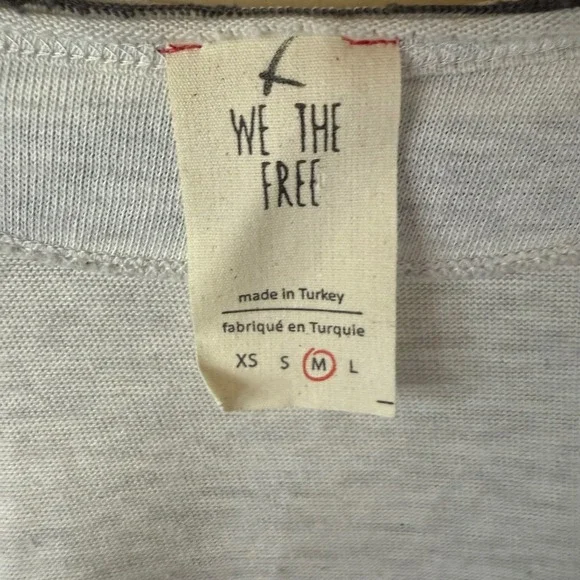 WE THE
FREE
made in Turkey
fabriqué en Turquie
XS S M L